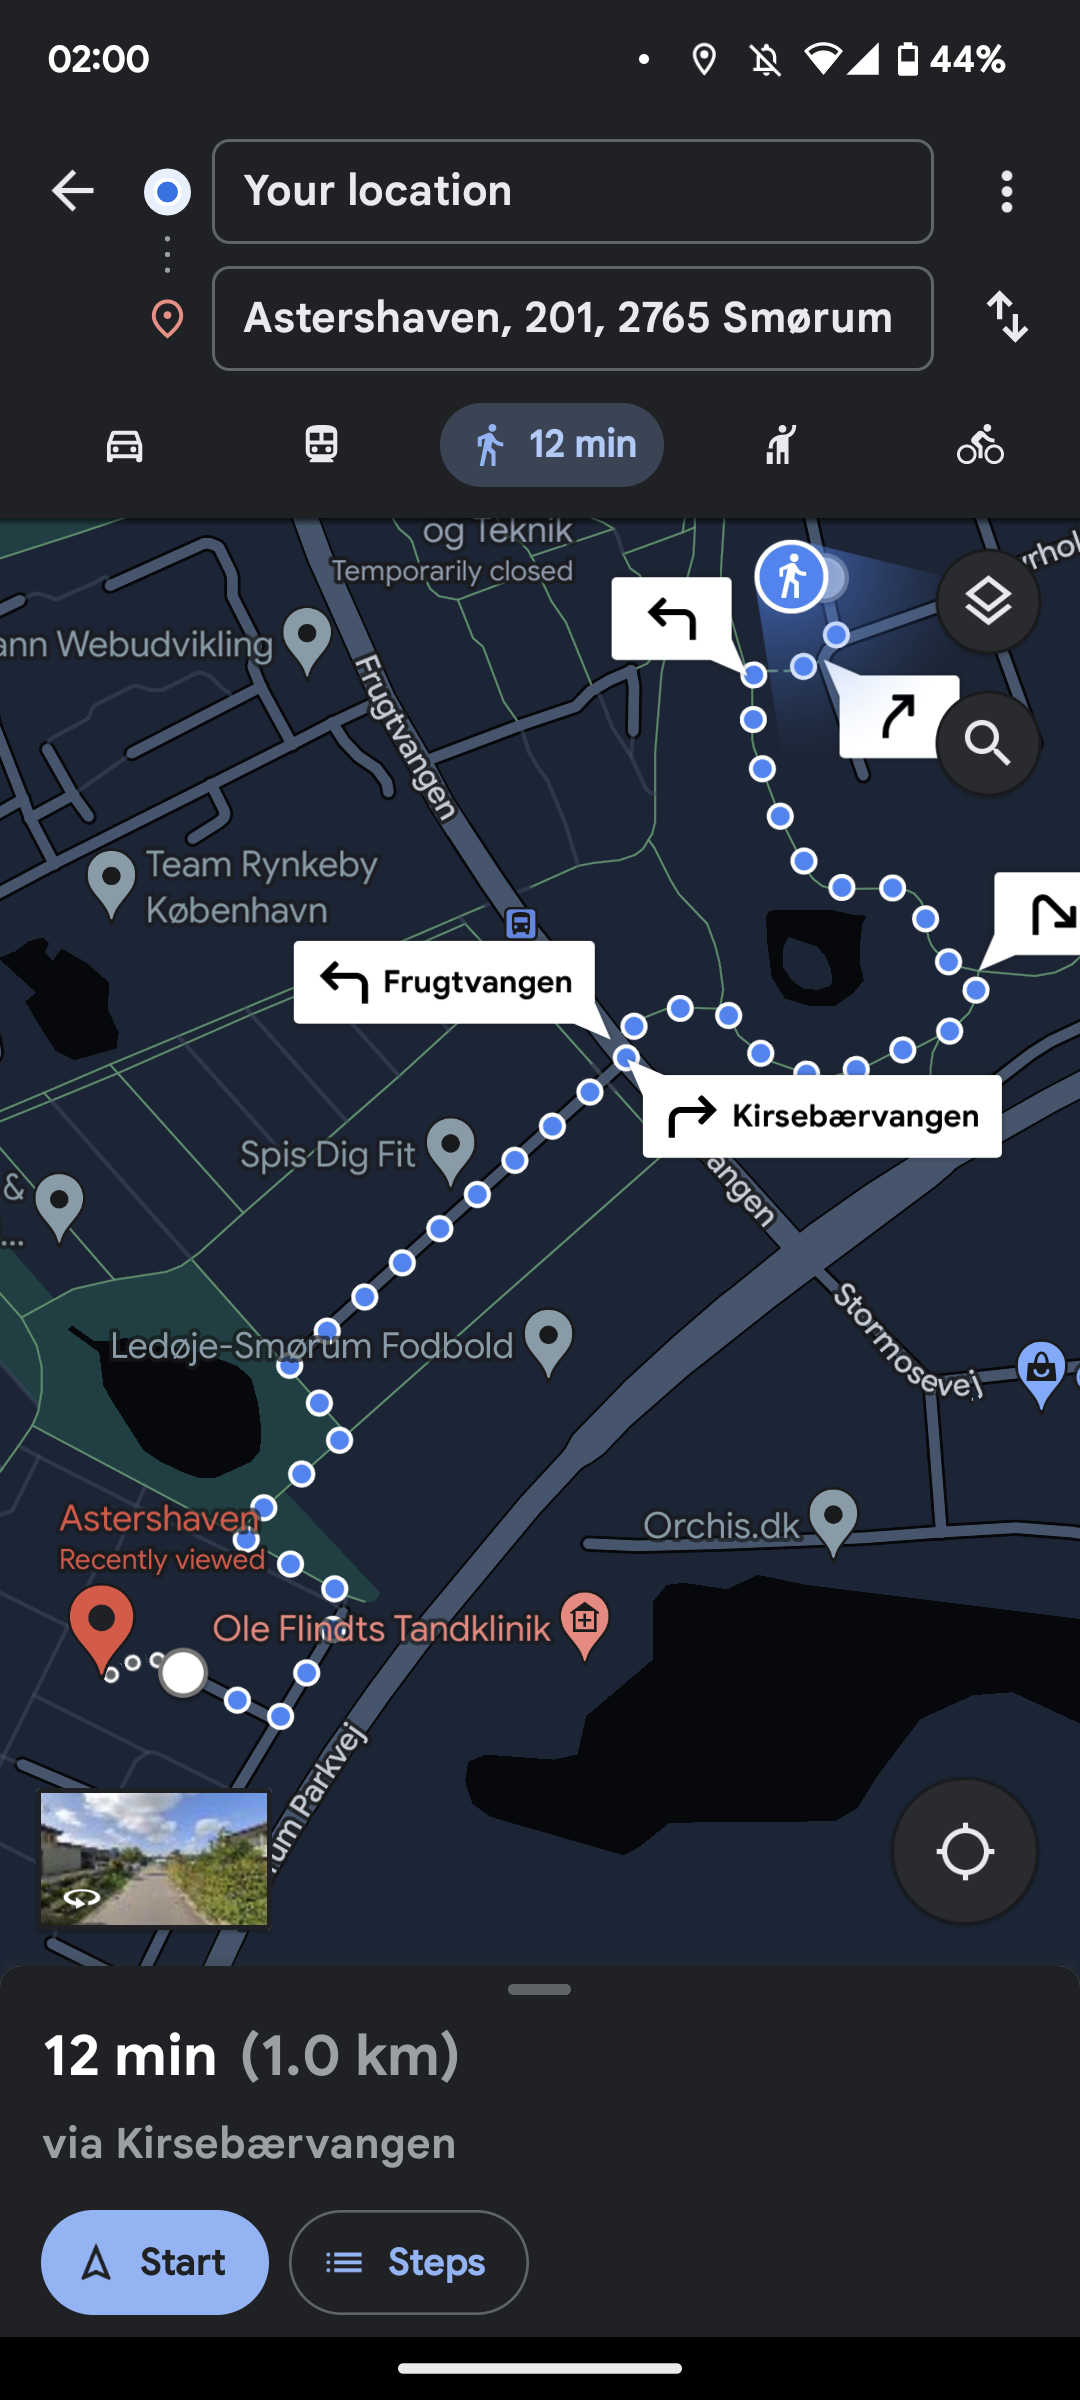 02:00
44%
Your location
Astershaven, 201, 2765 Smørum
12 min
og Teknik
Temporarily closed
ann Webudvikling
Frugtvangen
Team Rynkeby
København
Frugtvangen
Kirsebærvangen
Spis Dig Fit
&
...
angen
Stormosevej
Ledøje-Smørum Fodbold
Astershaven
Recently viewed
Orchis.dk
Ole Flindts Tandklinik
um Parkvej
12 min (1.0 km)
via Kirsebærvangen
Start
Steps